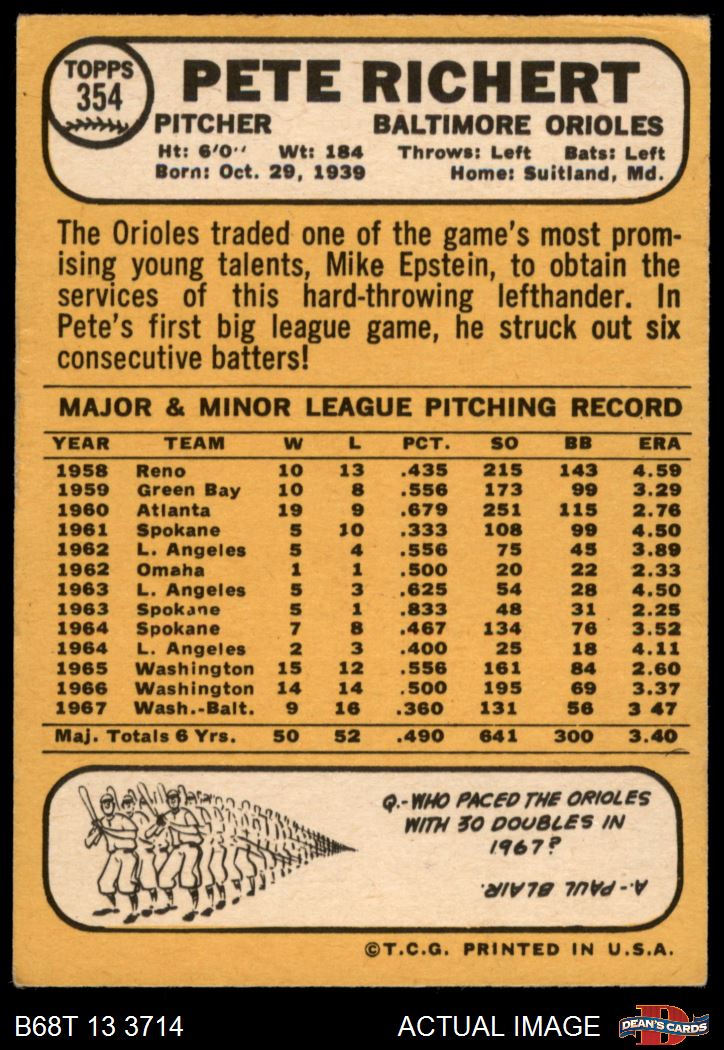 TOPPS
354
PETE RICHERT
PITCHER BALTIMORE ORIOLES
Ht: 6'0'' Wt: 184 Throws: Left Bats: Left
Born: Oct. 29, 1939 Home: Suitland, Md.
The Orioles traded one of the game's most prom-
ising young talents, Mike Epstein, to obtain the
services of this hard-throwing lefthander. In
Pete's first big league game, he struck out six
consecutive batters!
MAJOR & MINOR LEAGUE PITCHING RECORD
YEAR TEAM W L PCT. SO BB ERA
1958 Reno 10 13 .435 215 143 4.59
1959 Green Bay 10 8 .556 173 99 3.29
1960 Atlanta 19 9 .679 251 115 2.76
1961 Spokane 5 10 .333 108 99 4.50
1962 L. Angeles 5 4 .556 75 45 3.89
1962 Omaha 1 1 .500 20 22 2.33
1963 L. Angeles 5 3 .625 54 28 4.50
1963 Spokane 5 1 .833 48 31 2.25
1964 Spokane 7 8 .467 134 76 3.52
1964 L. Angeles 2 3 .400 25 18 4.11
1965 Washington 15 12 .556 161 84 2.60
1966 Washington 14 14 .500 195 69 3.37
1967 Wash.-Balt. 9 16 .360 131 56 3 47
Maj. Totals 6 Yrs. 50 52 .490 641 300 3.40
Q.-WHO PACED THE ORIOLES
WITH 30 DOUBLES IN
1967?
A.-PAUL BLAIR.
©T.C.G. PRINTED IN U.S.A.
B68T 13 3714 ACTUAL IMAGE
D
DEAN'S CARDS